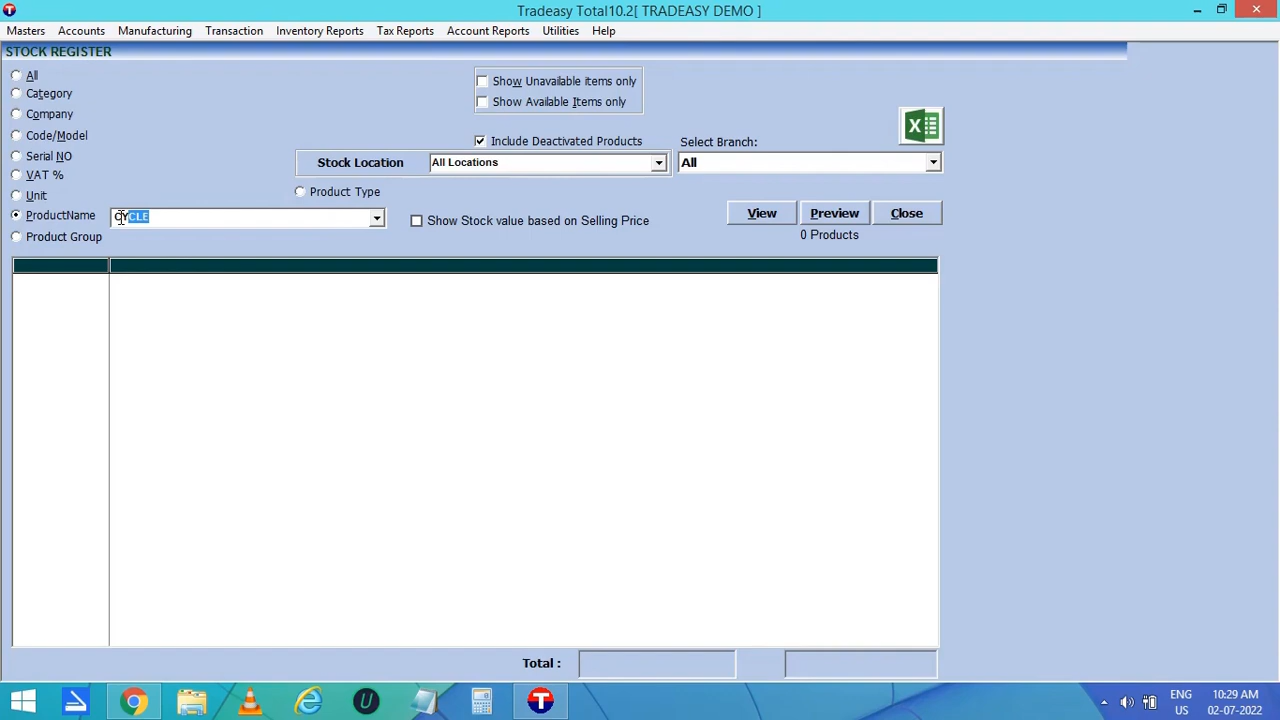 Tradeasy Total10.2[ TRADEASY DEMO ]
Masters Accounts Manufacturing Transaction Inventory Reports Tax Reports Account Reports Utilities Help
STOCK REGISTER
All
Category
Company
Code/Model
Serial NO
VAT %
Unit
ProductName CYCLE
Product Group
Show Unavailable items only
Show Available Items only
Include Deactivated Products
Stock Location All Locations
Product Type
Show Stock value based on Selling Price
Select Branch:
All
View Preview Close
0 Products
Total :
ENG 10:29 AM
US 02-07-2022